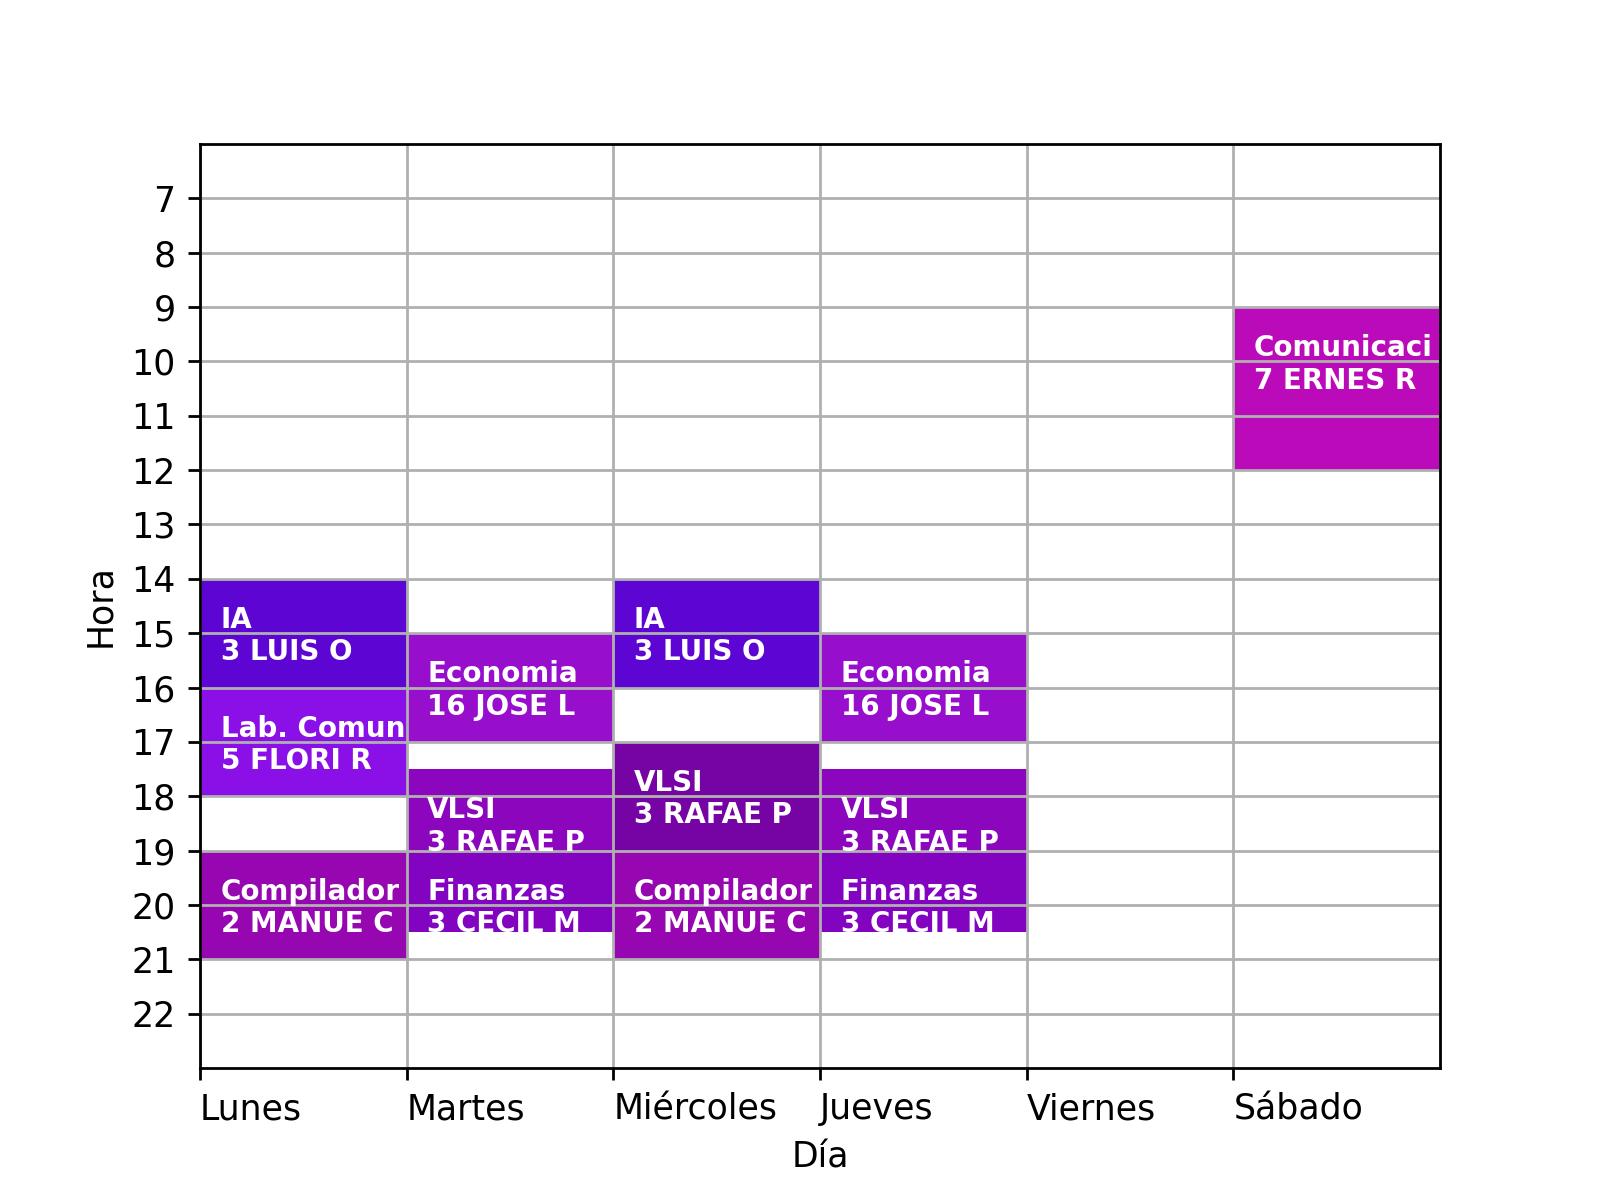 7
8
9
10
11
12
13
14
15
16
17
18
19
20
21
22
Hora
Comunicaci
7 ERNES R
IA
3 LUIS O
IA
3 LUIS O
Economia
16 JOSE L
Economia
16 JOSE L
Lab. Comun
5 FLORI R
VLSI
3 RAFAE P
VLSI
3 RAFAE P
VLSI
3 RAFAE P
Compilador
2 MANUE C
Finanzas
3 CECIL M
Compilador
2 MANUE C
Finanzas
3 CECIL M
Lunes Martes Miércoles Jueves Viernes Sábado
Día